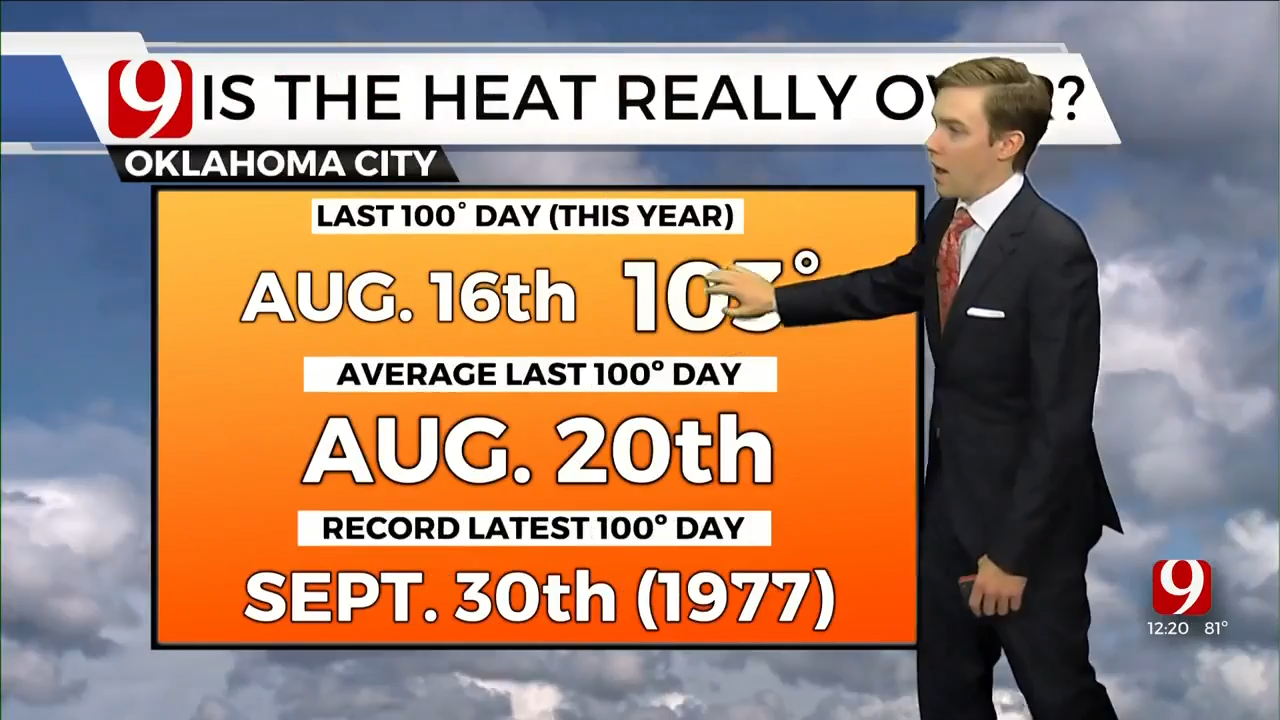 9 IS THE HEAT REALLY
OKLAHOMA CITY
LAST 100° DAY (THIS YEAR)
AUG. 16th 103°
AVERAGE LAST 100° DAY
AUG. 20th
RECORD LATEST 100° DAY
SEPT. 30th (1977)
9
12:20 81°